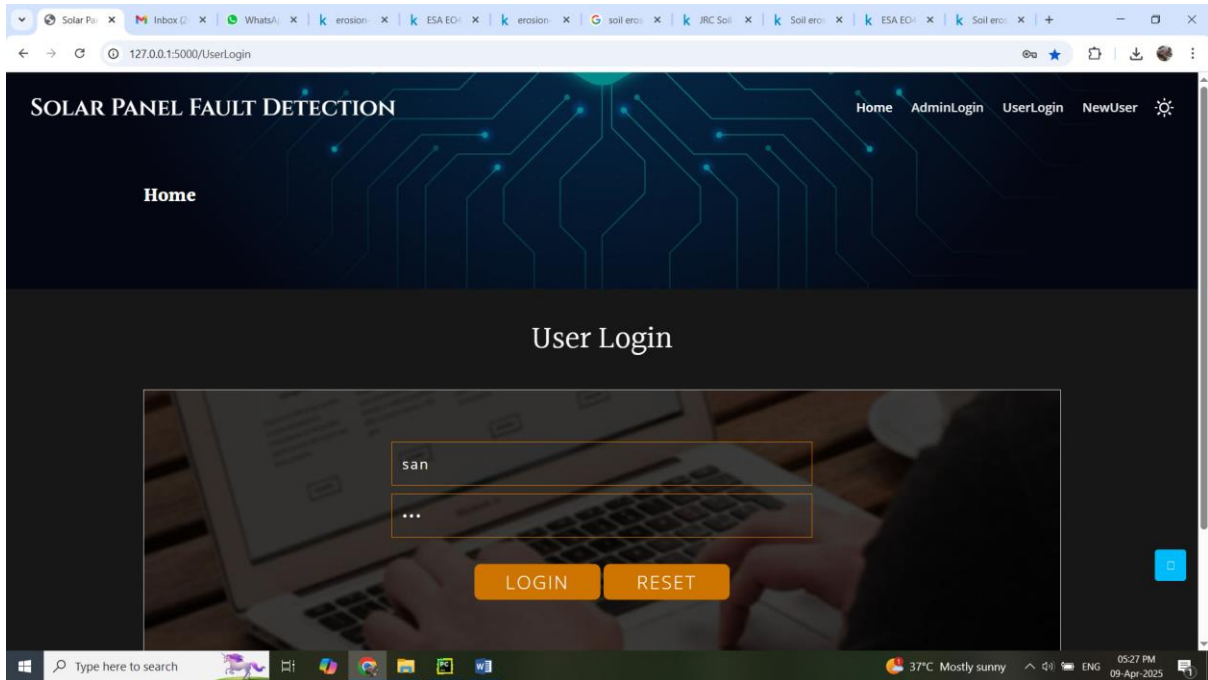 Solar Pa
Inbox (2
WhatsA
erosion
ESA EO4
erosion
soil eros
JRC Soil
Soil eros
ESA EO4
Soil eros
127.0.0.1:5000/UserLogin
SOLAR PANEL FAULT DETECTION
Home AdminLogin UserLogin NewUser
Home
User Login
san
•••
LOGIN RESET
Type here to search
37°C Mostly sunny
ENG
05:27 PM
09-Apr-2025